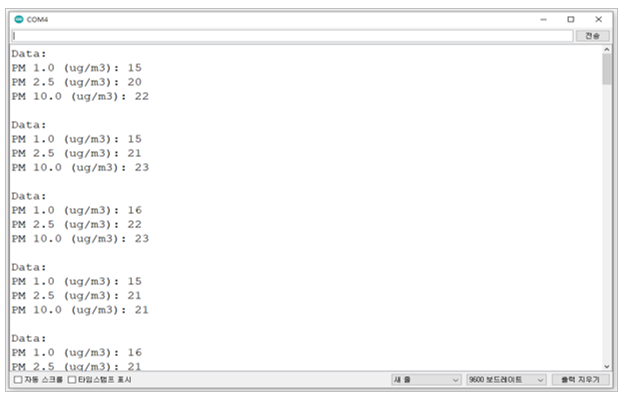 COM4
전송
Data:
PM 1.0 (ug/m3): 15
PM 2.5 (ug/m3): 20
PM 10.0 (ug/m3): 22
Data:
PM 1.0 (ug/m3): 15
PM 2.5 (ug/m3): 21
PM 10.0 (ug/m3): 23
Data:
PM 1.0 (ug/m3): 16
PM 2.5 (ug/m3): 22
PM 10.0 (ug/m3): 23
Data:
PM 1.0 (ug/m3): 15
PM 2.5 (ug/m3): 21
PM 10.0 (ug/m3): 21
Data:
PM 1.0 (ug/m3): 16
PM 2.5 (ug/m3): 21
자동 스크롤 타임스탬프 표시 새 줄 9600 보드레이트 출력 지우기